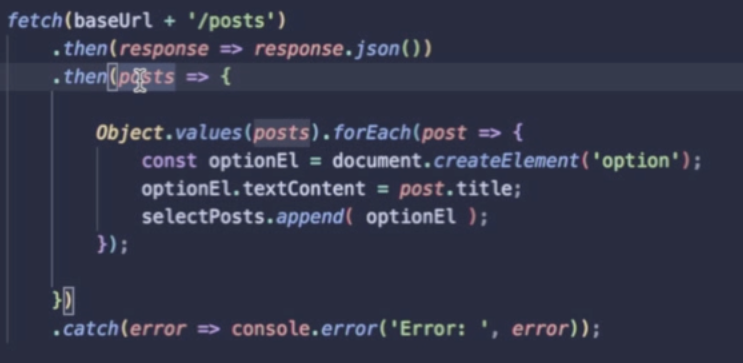 fetch(baseUrl + '/posts')
.then(response => response.json())
.then(posts => {
Object.values(posts).forEach(post => {
const optionEl = document.createElement('option');
optionEl.textContent = post.title;
selectPosts.append( optionEl );
});
})
.catch(error => console.error('Error: ', error));